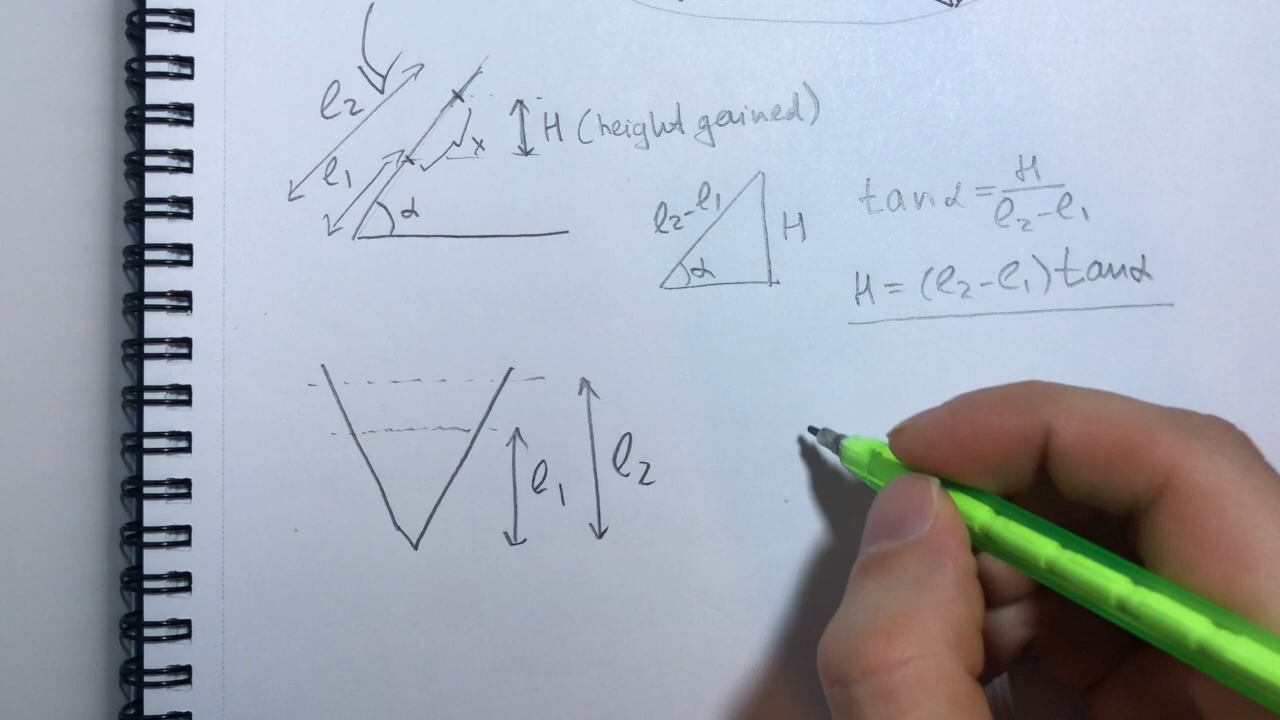 ℓ₂
ℓ₁
α
x
H (height gained)
ℓ₂-ℓ₁
H
α
tanα = H/(ℓ₂-ℓ₁)
H = (ℓ₂-ℓ₁)tanα
ℓ₁
ℓ₂